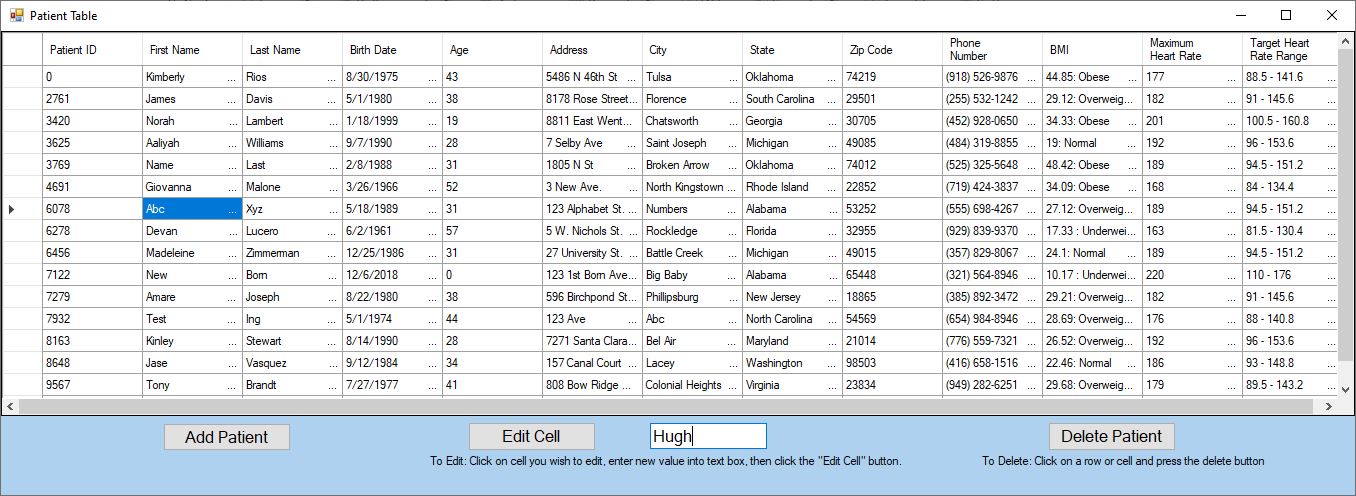 Patient Table
Patient ID First Name Last Name Birth Date Age Address City State Zip Code Phone Number BMI Maximum Heart Rate Target Heart Rate Range
0 Kimberly ... Rios ... 8/30/1975 ... 43 5486 N 46th St ... Tulsa ... Oklahoma ... 74219 (918) 526-9876 ... 44.85: Obese ... 177 ... 88.5 - 141.6 ...
2761 James ... Davis ... 5/1/1980 ... 38 8178 Rose Street... Florence ... South Carolina ... 29501 (255) 532-1242 ... 29.12: Overweig... 182 ... 91 - 145.6 ...
3420 Norah ... Lambert ... 1/18/1999 ... 19 8811 East Went... Chatsworth ... Georgia ... 30705 (452) 928-0650 ... 34.33: Obese ... 201 ... 100.5 - 160.8 ...
3625 Aaliyah ... Williams ... 9/7/1990 ... 28 7 Selby Ave ... Saint Joseph ... Michigan ... 49085 (484) 319-8855 ... 19: Normal ... 192 ... 96 - 153.6 ...
3769 Name ... Last ... 2/8/1988 ... 31 1805 N St ... Broken Arrow ... Oklahoma ... 74012 (525) 325-5648 ... 48.42: Obese ... 189 ... 94.5 - 151.2 ...
4691 Giovanna ... Malone ... 3/26/1966 ... 52 3 New Ave. ... North Kingstown ... Rhode Island ... 22852 (719) 424-3837 ... 34.09: Obese ... 168 ... 84 - 134.4 ...
6078 Abc ... Xyz ... 5/18/1989 ... 31 123 Alphabet St. ... Numbers ... Alabama ... 53252 (555) 698-4267 ... 27.12: Overweig... 189 ... 94.5 - 151.2 ...
6278 Devan ... Lucero ... 6/2/1961 ... 57 5 W. Nichols St. ... Rockledge ... Florida ... 32955 (929) 839-9370 ... 17.33 : Underwei... 163 ... 81.5 - 130.4 ...
6456 Madeleine ... Zimmerman ... 12/25/1986 ... 31 27 University St. ... Battle Creek ... Michigan ... 49015 (357) 829-8067 ... 24.1: Normal ... 189 ... 94.5 - 151.2 ...
7122 New ... Born ... 12/6/2018 ... 0 123 1st Born Ave... Big Baby ... Alabama ... 65448 (321) 564-8946 ... 10.17 : Underwei... 220 ... 110 - 176 ...
7279 Amare ... Joseph ... 8/22/1980 ... 38 596 Birchpond St... Phillipsburg ... New Jersey ... 18865 (385) 892-3472 ... 29.21: Overweig... 182 ... 91 - 145.6 ...
7932 Test ... Ing ... 5/1/1974 ... 44 123 Ave ... Abc ... North Carolina ... 54569 (654) 984-8946 ... 28.69: Overweig... 176 ... 88 - 140.8 ...
8163 Kinley ... Stewart ... 8/14/1990 ... 28 7271 Santa Clara... Bel Air ... Maryland ... 21014 (776) 559-7321 ... 26.52: Overweig... 192 ... 96 - 153.6 ...
8648 Jase ... Vasquez ... 9/12/1984 ... 34 157 Canal Court ... Lacey ... Washington ... 98503 (416) 658-1516 ... 22.46: Normal ... 186 ... 93 - 148.8 ...
9567 Tony ... Brandt ... 7/27/1977 ... 41 808 Bow Ridge ... Colonial Heights ... Virginia ... 23834 (949) 282-6251 ... 29.68: Overweig... 179 ... 89.5 - 143.2 ...
Add Patient Edit Cell Hugh Delete Patient
To Edit: Click on cell you wish to edit, enter new value into text box, then click the "Edit Cell" button. To Delete: Click on a row or cell and press the delete button